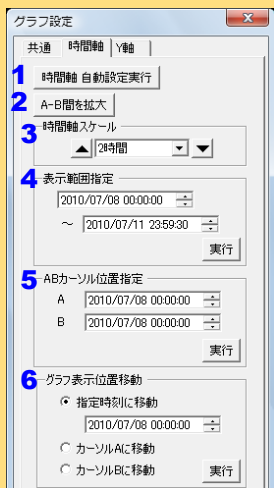 グラフ設定
共通 時間軸 Y軸
1 時間軸 自動設定実行
2 A-B間を拡大
3 時間軸スケール
2時間
4 表示範囲指定
2010/07/08 00:00:00
～ 2010/07/11 23:59:30
実行
5 ABカーソル位置指定
A 2010/07/08 00:00:00
B 2010/07/08 00:00:00
実行
6 グラフ表示位置移動
指定時刻に移動
2010/07/08 00:00:00
カーソルAに移動
カーソルBに移動 実行